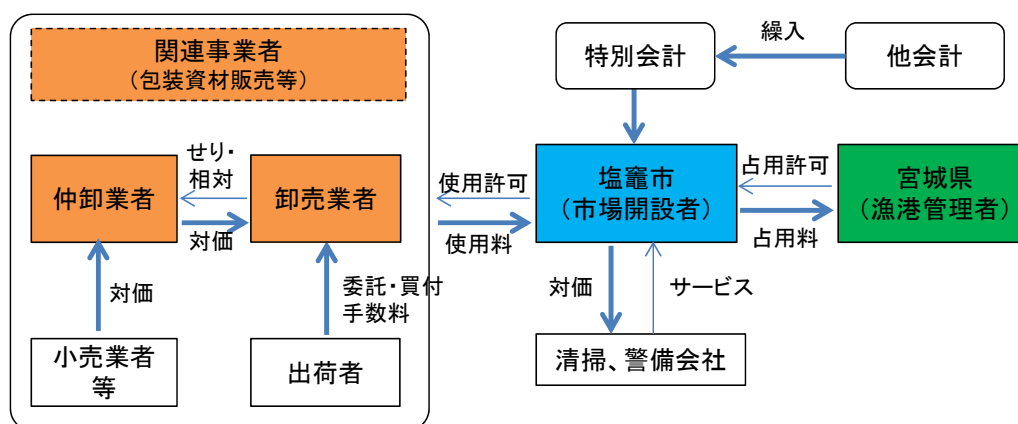 関連事業者
（包装資材販売等）
特別会計
繰入
他会計
仲卸業者
せり・
相対
対価
卸売業者
使用許可
使用料
塩竈市
（市場開設者）
占用許可
占用料
宮城県
（漁港管理者）
対価
委託・買付
手数料
対価
サービス
小売業者
等
出荷者
清掃、警備会社